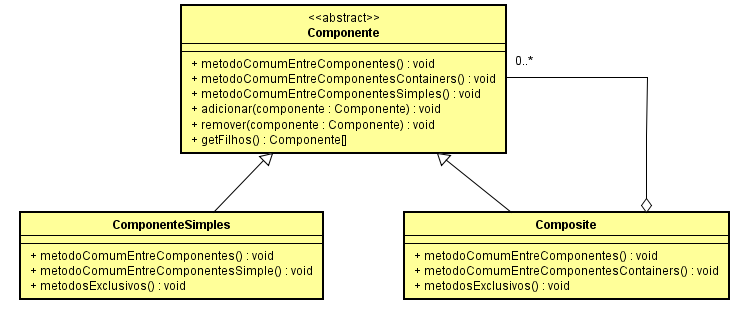 <<abstract>>
Componente
+ metodoComumEntreComponentes() : void
+ metodoComumEntreComponentesContainers() : void
+ metodoComumEntreComponentesSimples() : void
+ adicionar(componente : Componente) : void
+ remover(componente : Componente) : void
+ getFilhos() : Componente[]
0..*
ComponenteSimples
+ metodoComumEntreComponentes() : void
+ metodoComumEntreComponentesSimple() : void
+ metodosExclusivos() : void
Composite
+ metodoComumEntreComponentes() : void
+ metodoComumEntreComponentesContainers() : void
+ metodosExclusivos() : void